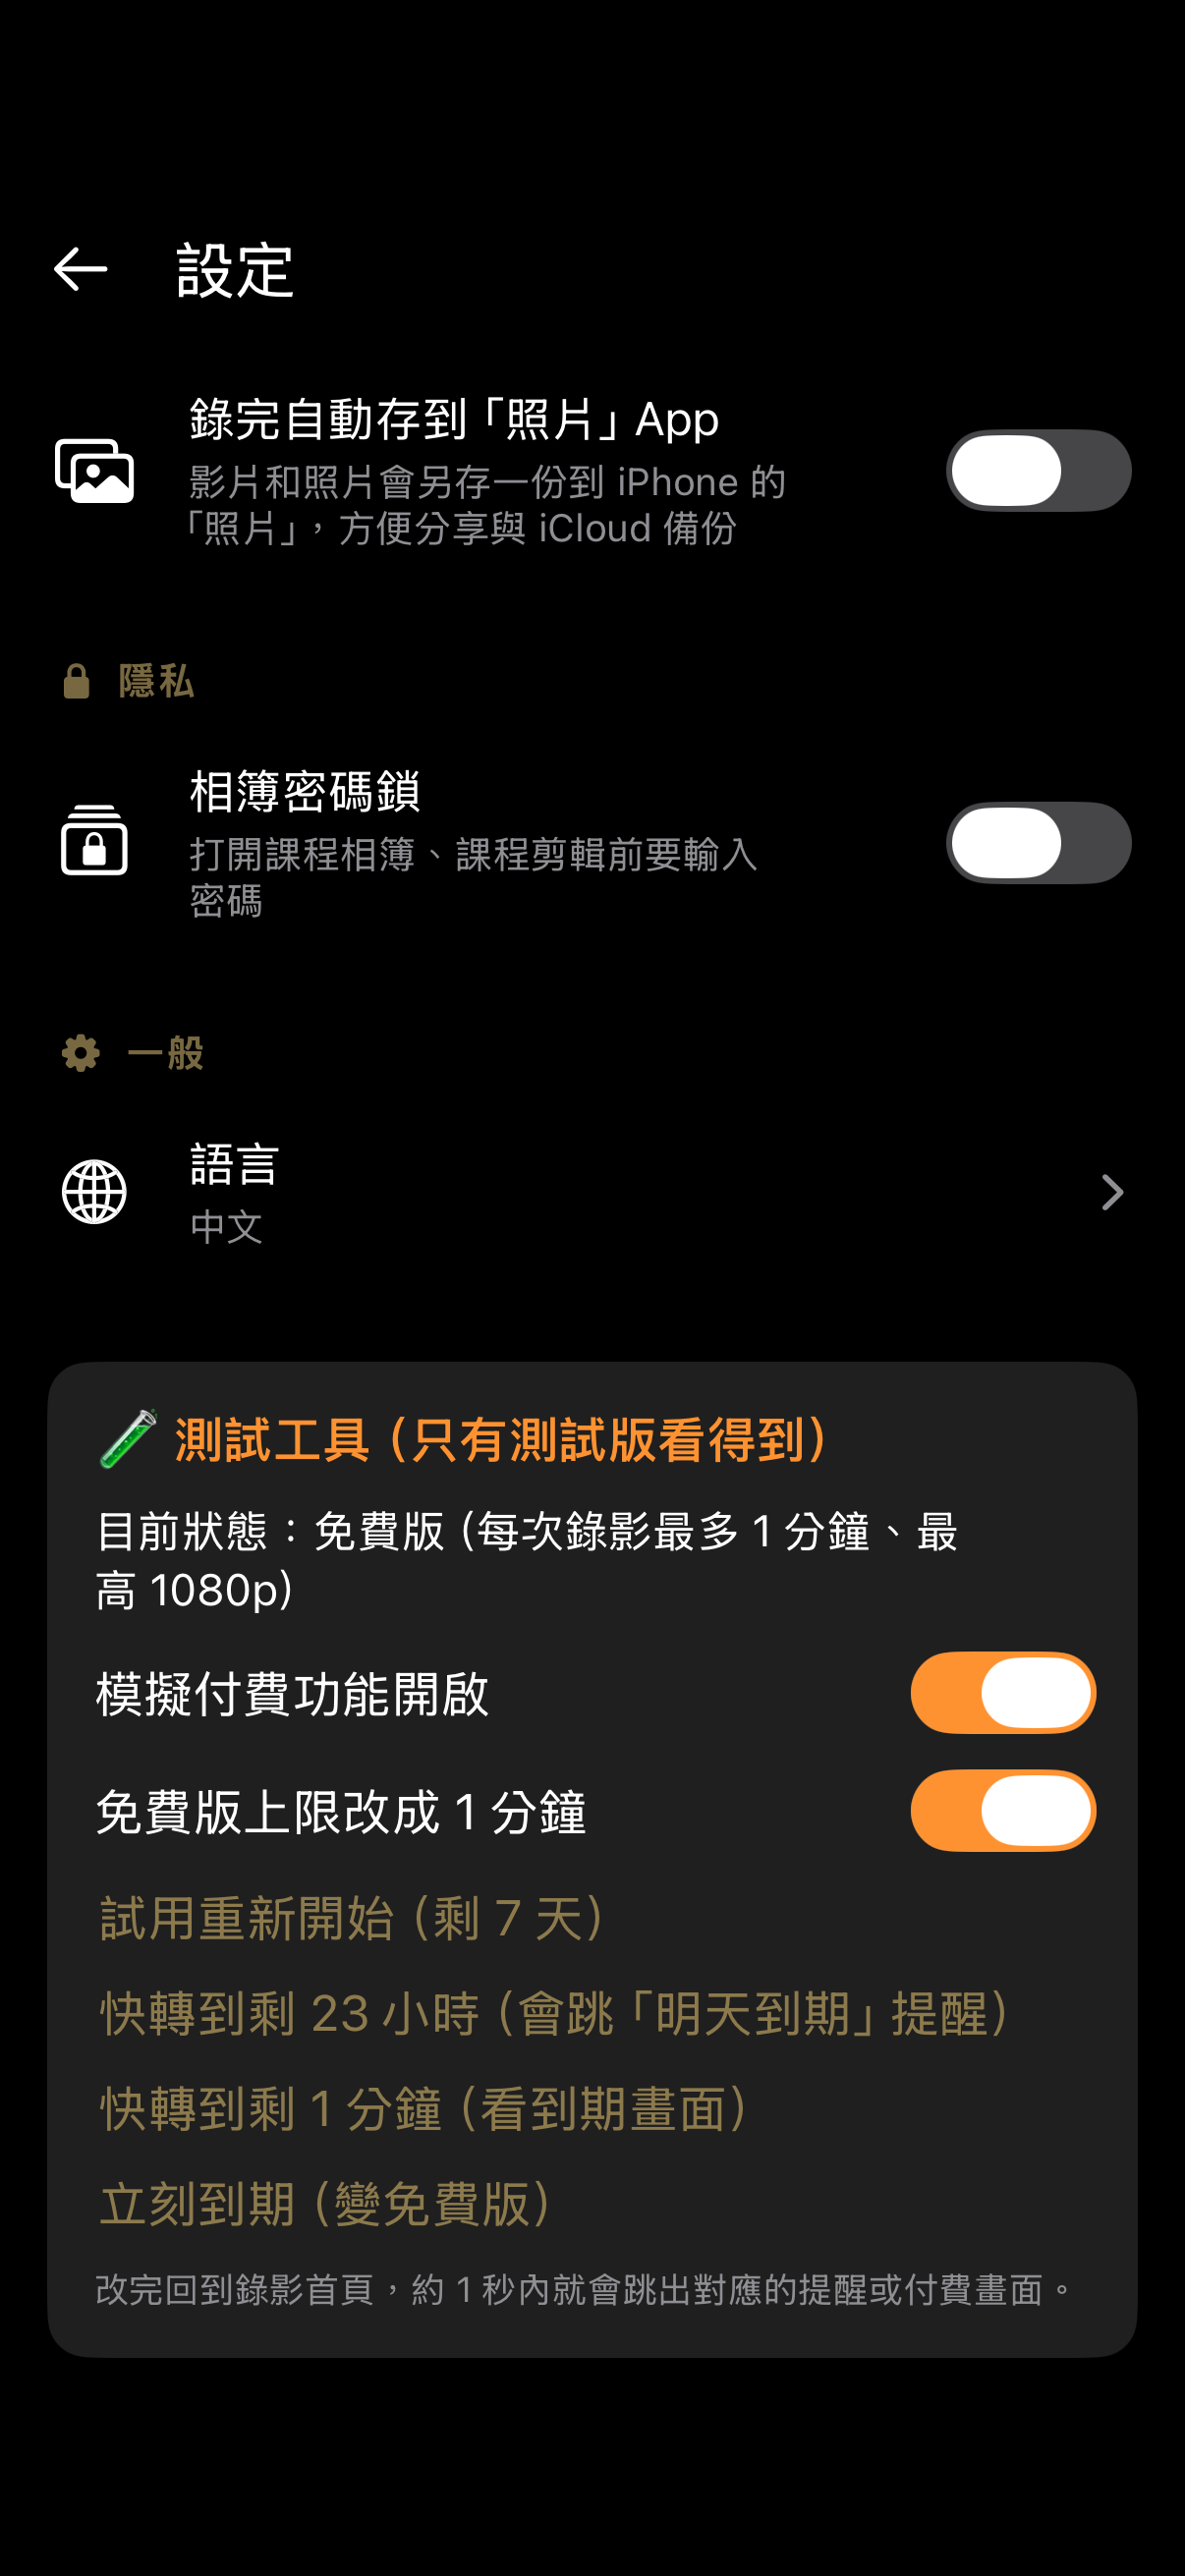 設定
錄完自動存到「照片」App
影片和照片會另存一份到 iPhone 的
「照片」，方便分享與 iCloud 備份
隱私
相簿密碼鎖
打開課程相簿、課程剪輯前要輸入
密碼
一般
語言
中文
測試工具（只有測試版看得到）
目前狀態：免費版（每次錄影最多 1 分鐘、最
高 1080p）
模擬付費功能開啟
免費版上限改成 1 分鐘
試用重新開始（剩 7 天）
快轉到剩 23 小時（會跳「明天到期」提醒）
快轉到剩 1 分鐘（看到期畫面）
立刻到期（變免費版）
改完回到錄影首頁，約 1 秒內就會跳出對應的提醒或付費畫面。